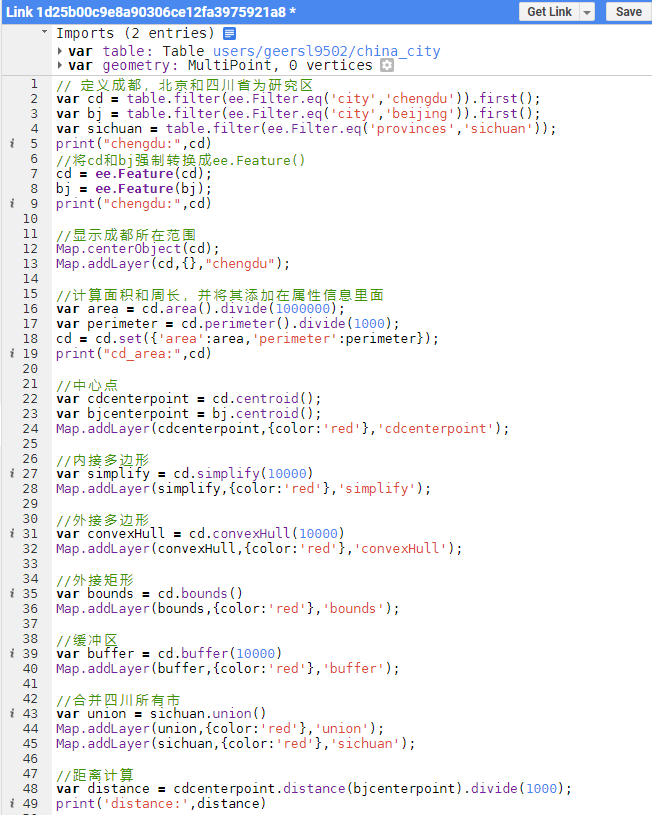 Link 1d25b00c9e8a90306ce12fa3975921a8 * Get Link Save
Imports (2 entries)
var table: Table users/geersl9502/china_city
var geometry: MultiPoint, 0 vertices
1 // 定义成都，北京和四川省为研究区
2 var cd = table.filter(ee.Filter.eq('city','chengdu')).first();
3 var bj = table.filter(ee.Filter.eq('city','beijing')).first();
4 var sichuan = table.filter(ee.Filter.eq('provinces','sichuan'));
i 5 print("chengdu:",cd)
6 //将cd和bj强制转换成ee.Feature()
7 cd = ee.Feature(cd);
8 bj = ee.Feature(bj);
i 9 print("chengdu:",cd)
10
11 //显示成都所在范围
12 Map.centerObject(cd);
13 Map.addLayer(cd,{},"chengdu");
14
15 //计算面积和周长，并将其添加在属性信息里面
16 var area = cd.area().divide(1000000);
17 var perimeter = cd.perimeter().divide(1000);
18 cd = cd.set({'area':area,'perimeter':perimeter});
i 19 print("cd_area:",cd)
20
21 //中心点
22 var cdcenterpoint = cd.centroid();
23 var bjcenterpoint = bj.centroid();
24 Map.addLayer(cdcenterpoint,{color:'red'},'cdcenterpoint');
25
26 //内接多边形
i 27 var simplify = cd.simplify(10000)
28 Map.addLayer(simplify,{color:'red'},'simplify');
29
30 //外接多边形
i 31 var convexHull = cd.convexHull(10000)
32 Map.addLayer(convexHull,{color:'red'},'convexHull');
33
34 //外接矩形
i 35 var bounds = cd.bounds()
36 Map.addLayer(bounds,{color:'red'},'bounds');
37
38 //缓冲区
i 39 var buffer = cd.buffer(10000)
40 Map.addLayer(buffer,{color:'red'},'buffer');
41
42 //合并四川所有市
i 43 var union = sichuan.union()
44 Map.addLayer(union,{color:'red'},'union');
45 Map.addLayer(sichuan,{color:'red'},'sichuan');
46
47 //距离计算
48 var distance = cdcenterpoint.distance(bjcenterpoint).divide(1000);
i 49 print('distance:',distance)